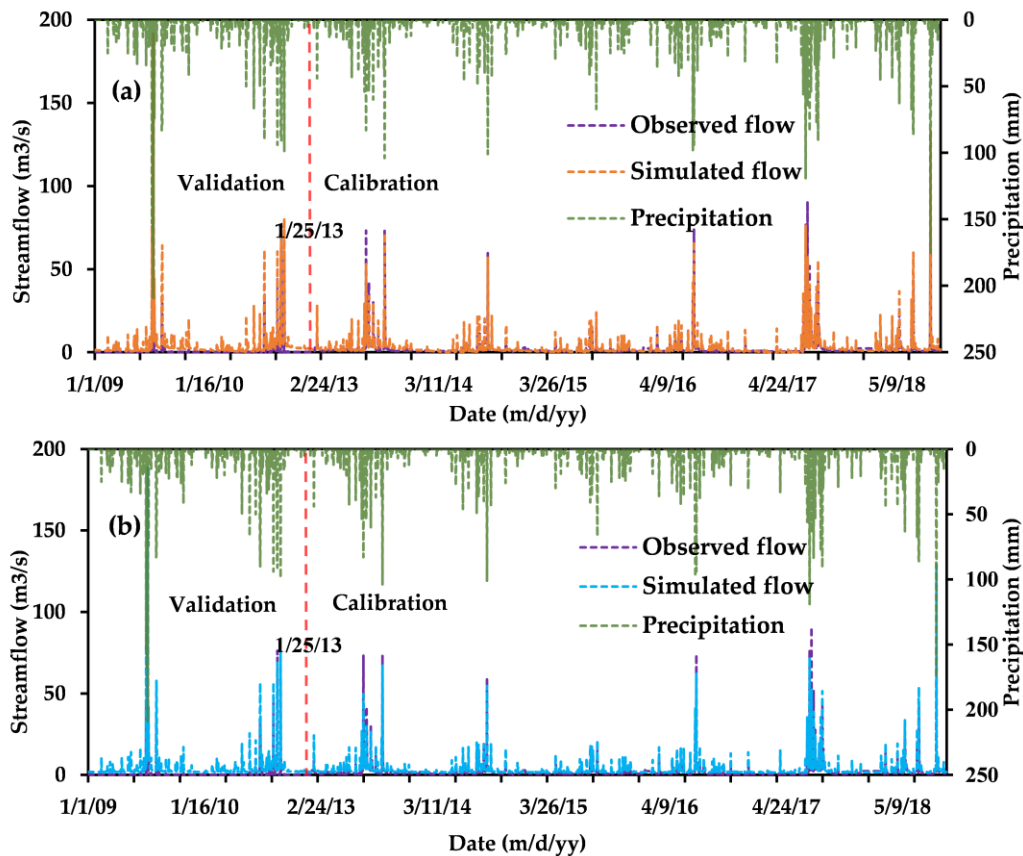 200
150
100
50
0
Streamflow (m3/s)
(a)
Validation
Calibration
1/25/13
Observed flow
Simulated flow
Precipitation
0
50
100
150
200
250
Precipitation (mm)
1/1/09 1/16/10 2/24/13 3/11/14 3/26/15 4/9/16 4/24/17 5/9/18
Date (m/d/yy)
200
150
100
50
0
Streamflow (m3/s)
(b)
Validation
Calibration
1/25/13
Observed flow
Simulated flow
Precipitation
0
50
100
150
200
250
Precipitation (mm)
1/1/09 1/16/10 2/24/13 3/11/14 3/26/15 4/9/16 4/24/17 5/9/18
Date (m/d/yy)